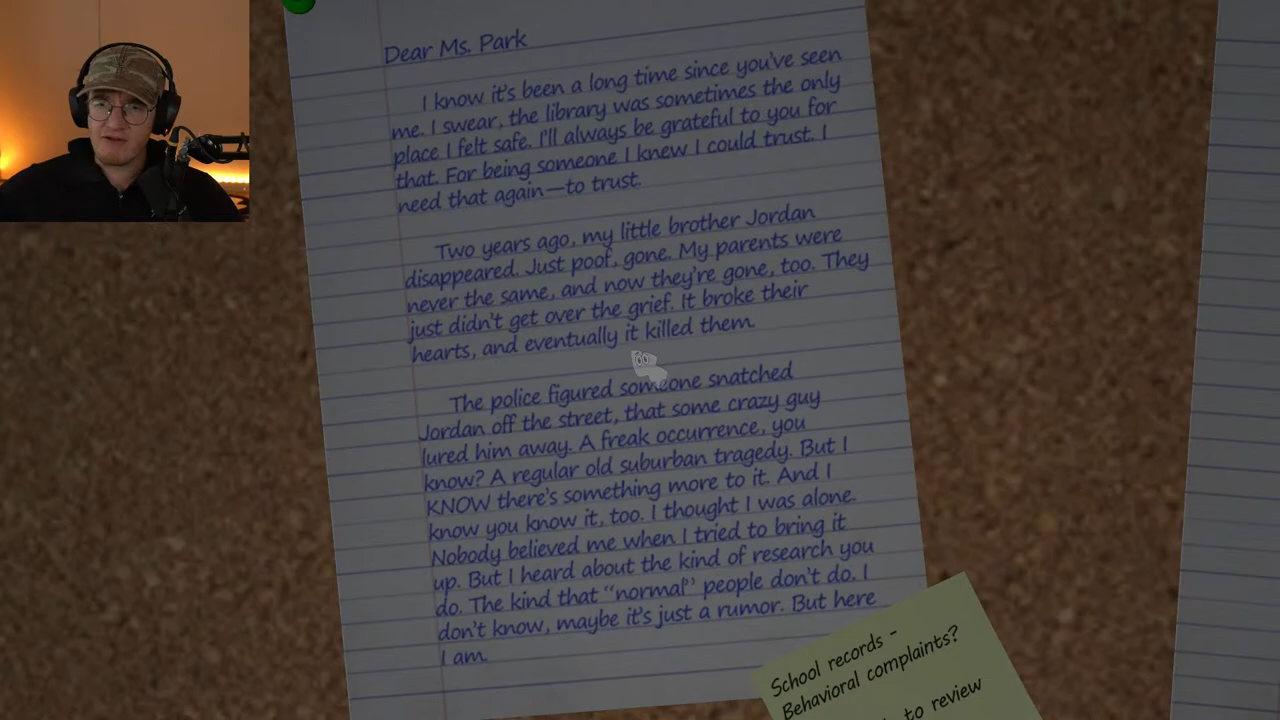 Dear Ms. Park
I know it's been a long time since you've seen
me. I swear, the library was sometimes the only
place I felt safe. I'll always be grateful to you for
that. For being someone I knew I could trust. I
need that again—to trust.
Two years ago, my little brother Jordan
disappeared. Just poof, gone. My parents were
never the same, and now they're gone, too. They
just didn't get over the grief. It broke their
hearts, and eventually it killed them.
The police figured someone snatched
Jordan off the street, that some crazy guy
lured him away. A freak occurrence, you
know? A regular old suburban tragedy. But I
KNOW there's something more to it. And I
know you know it, too. I thought I was alone.
Nobody believed me when I tried to bring it
up. But I heard about the kind of research you
do. The kind that “normal” people don't do. I
don't know, maybe it's just a rumor. But here
I am.
School records -
Behavioral complaints?
to review